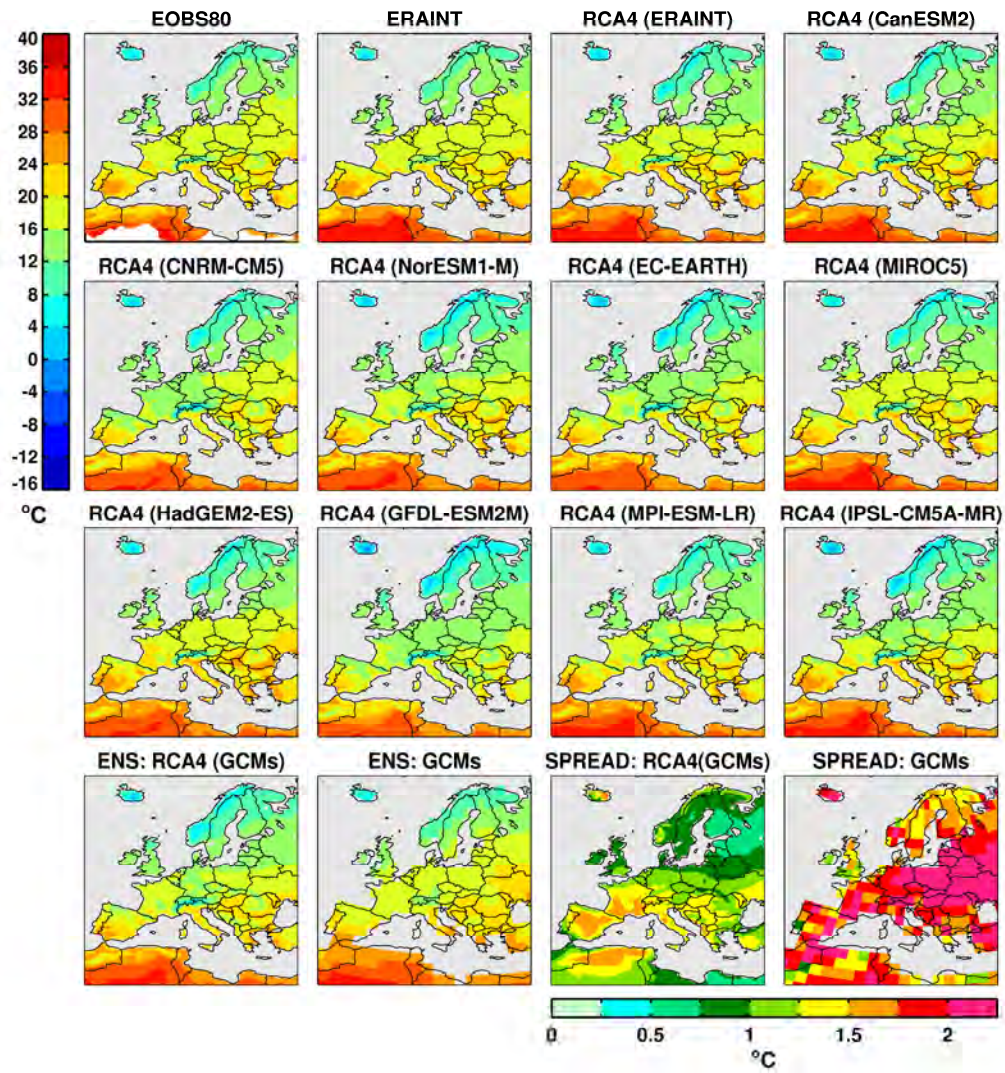 EOBS80 ERAINT RCA4 (ERAINT) RCA4 (CanESM2)
40
36
32
28
24
20
16
12
8
4
0
-4
-8
-12
-16
°C
RCA4 (CNRM-CM5) RCA4 (NorESM1-M) RCA4 (EC-EARTH) RCA4 (MIROC5)
RCA4 (HadGEM2-ES) RCA4 (GFDL-ESM2M) RCA4 (MPI-ESM-LR) RCA4 (IPSL-CM5A-MR)
ENS: RCA4 (GCMs) ENS: GCMs SPREAD: RCA4(GCMs) SPREAD: GCMs
0 0.5 1 1.5 2
°C